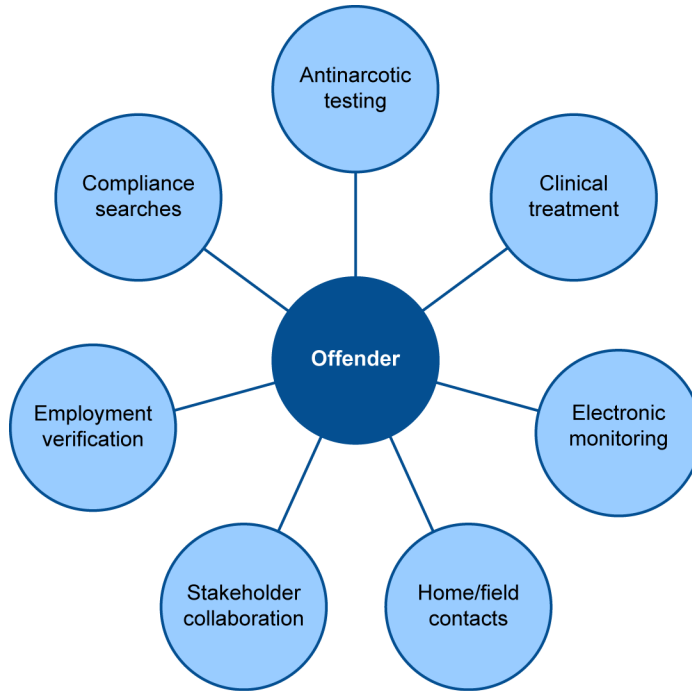 Antinarcotic
testing
Compliance
searches
Clinical
treatment
Offender
Employment
verification
Electronic
monitoring
Stakeholder
collaboration
Home/field
contacts